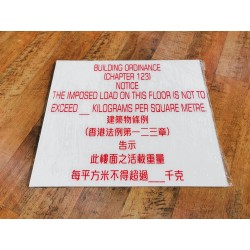 BUILDING ORDINANCE
(CHAPTER 123)
NOTICE
THE IMPOSED LOAD ON THIS FLOOR IS NOT TO
EXCEED__ KILOGRAMS PER SQUARE METRE
建築物條例
(香港法例第一二三章)
告示
此樓面之活載重量
每平方米不得超過__千克